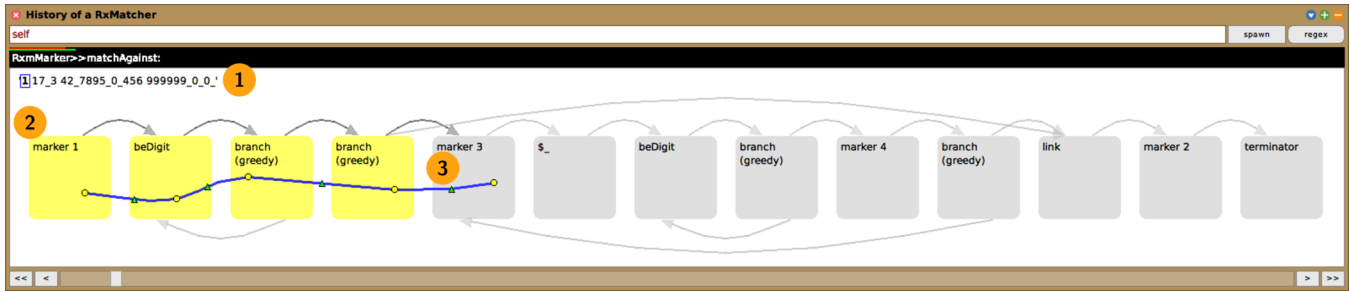 History of a RxMatcher
self
spawn
regex
RxmMarker>>matchAgainst:
'1 17_3 42_7895_0_456 999999_0_0_'
1
2
marker 1
beDigit
branch
(greedy)
branch
(greedy)
marker 3
3
$_
beDigit
branch
(greedy)
marker 4
branch
(greedy)
link
marker 2
terminator
<< < > >>